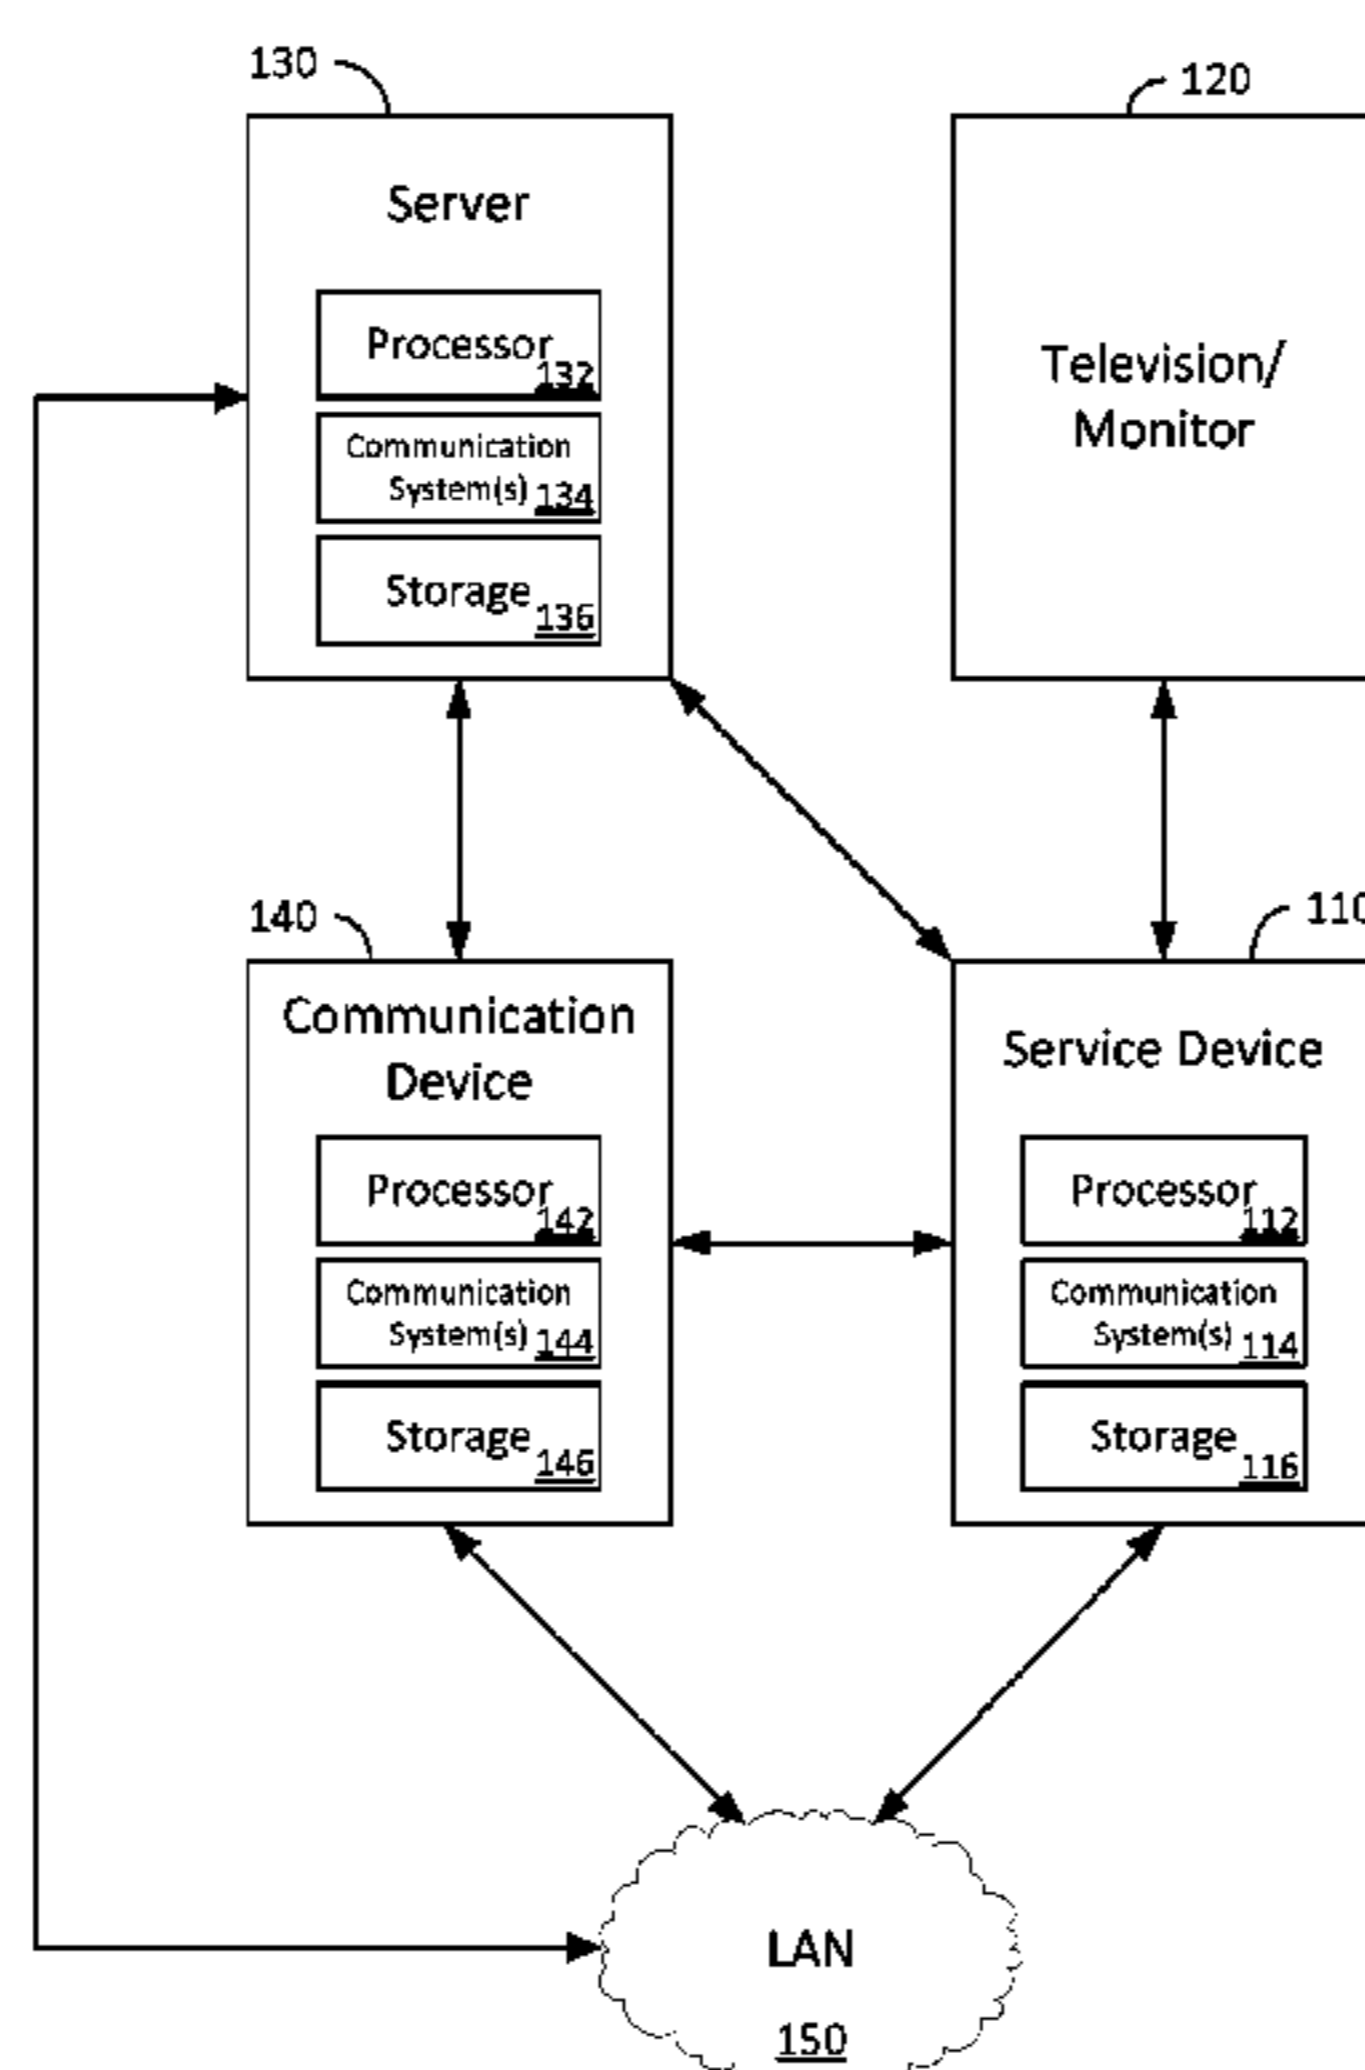 130
120
Server
Processor
132
Communication
System(s) 134
Storage
136
Television/
Monitor
140
110
Communication
Device
Processor
142
Communication
System(s) 144
Storage
146
Service Device
Processor
112
Communication
System(s) 114
Storage
116
LAN
150